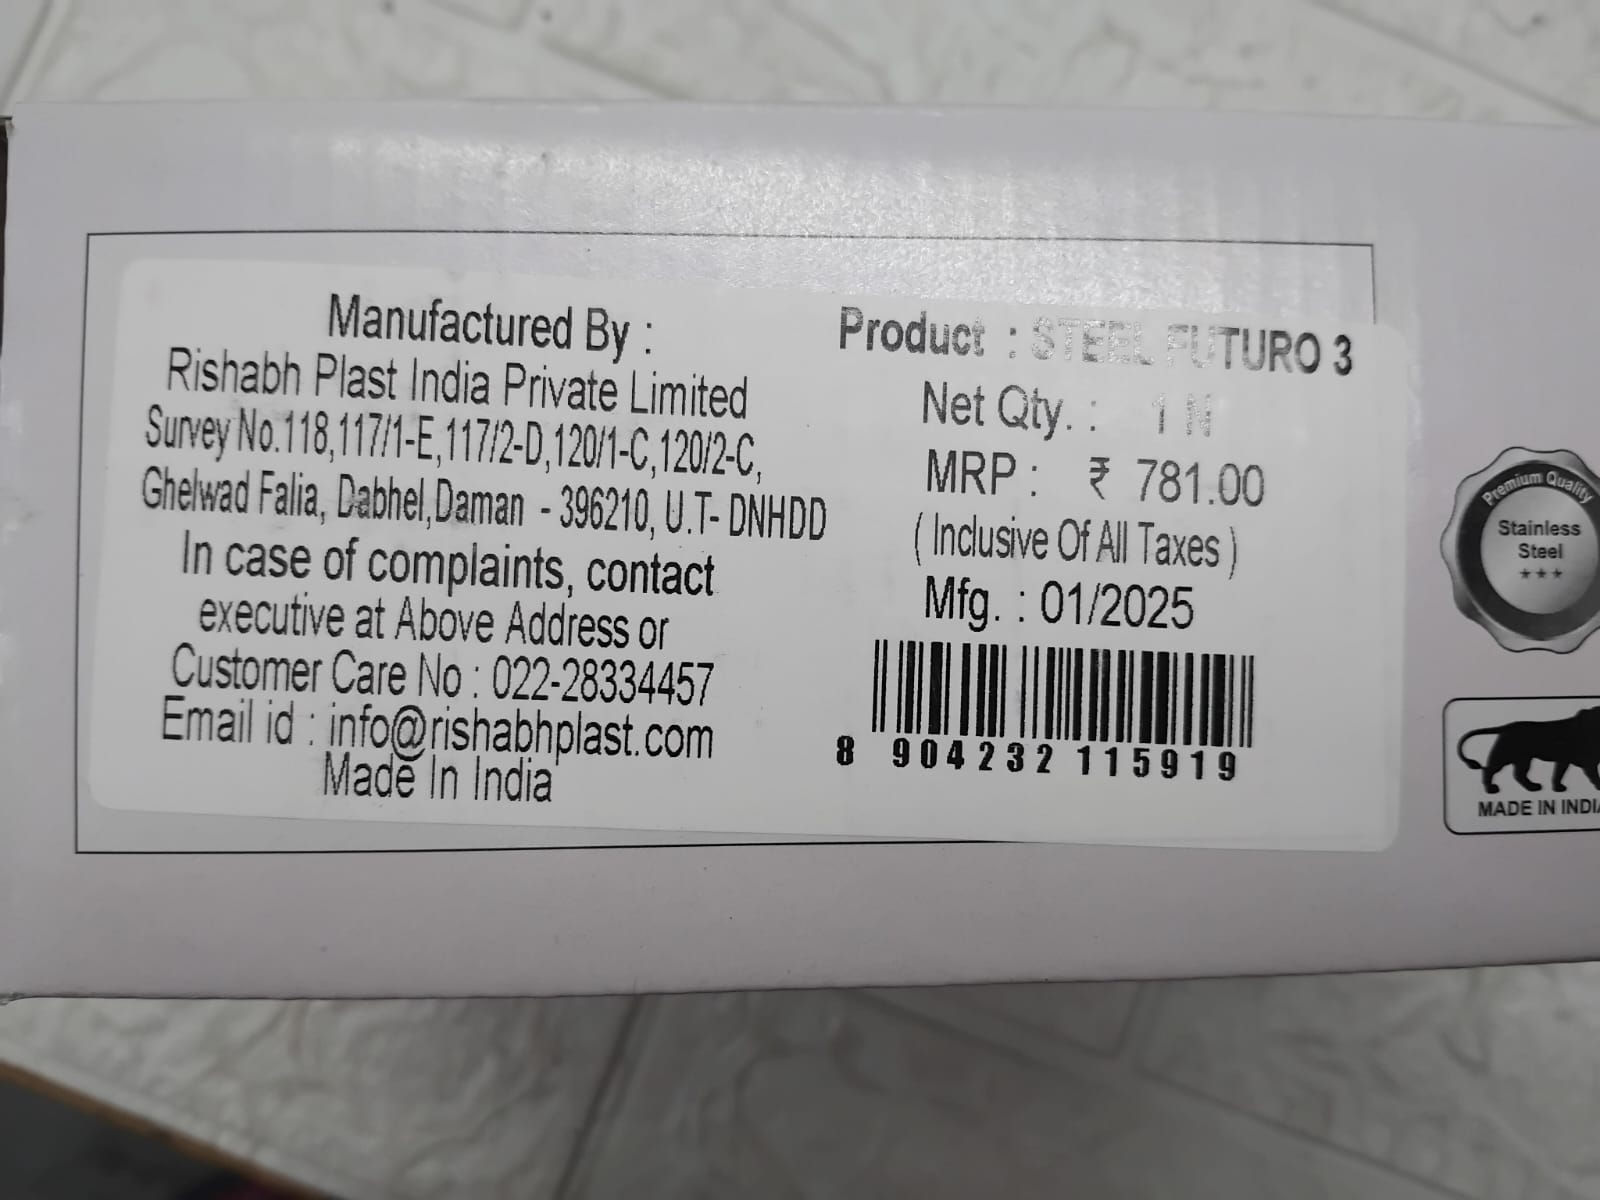 Manufactured By :
Rishabh Plast India Private Limited
Survey No.118,117/1-E,117/2-D,120/1-C,120/2-C,
Ghelwad Falia, Dabhel,Daman - 396210, U.T- DNHDD
In case of complaints, contact
executive at Above Address or
Customer Care No : 022-28334457
Email id : info@rishabhplast.com
Made In India
Product : STEEL FUTURO 3
Net Qty. : 1 N
MRP : ₹ 781.00
( Inclusive Of All Taxes )
Mfg. : 01/2025
8 904232 115919
Premium Quality
Stainless
Steel
MADE IN INDIA